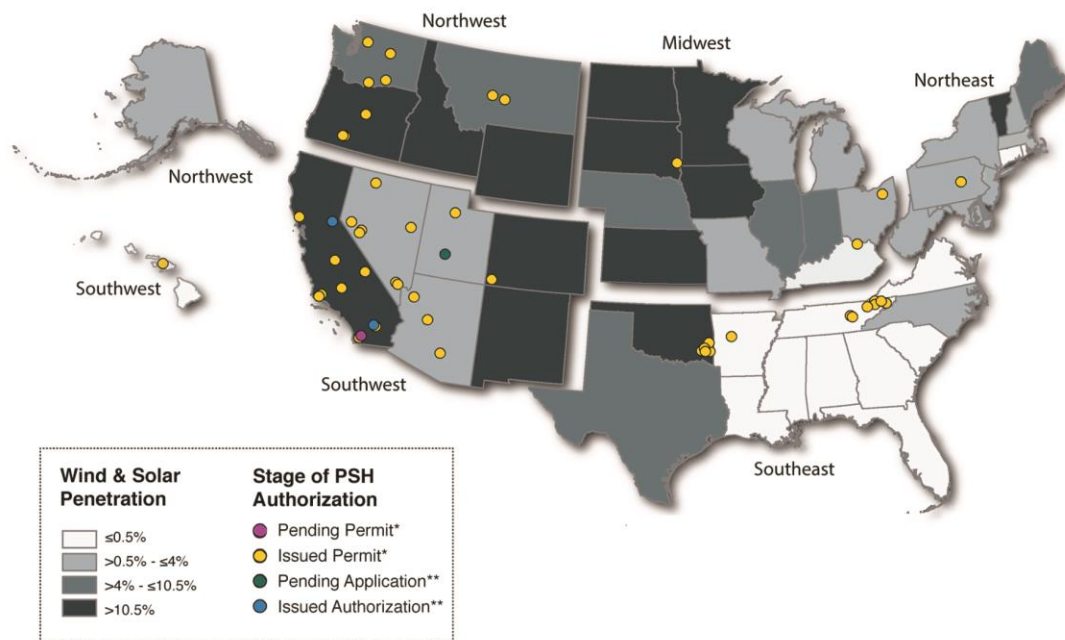 Northwest
Midwest
Northeast
Northwest
Southwest
Southwest
Southeast
Wind & Solar
Penetration
≤0.5%
>0.5% - ≤4%
>4% - ≤10.5%
>10.5%
Stage of PSH
Authorization
Pending Permit*
Issued Permit*
Pending Application**
Issued Authorization**